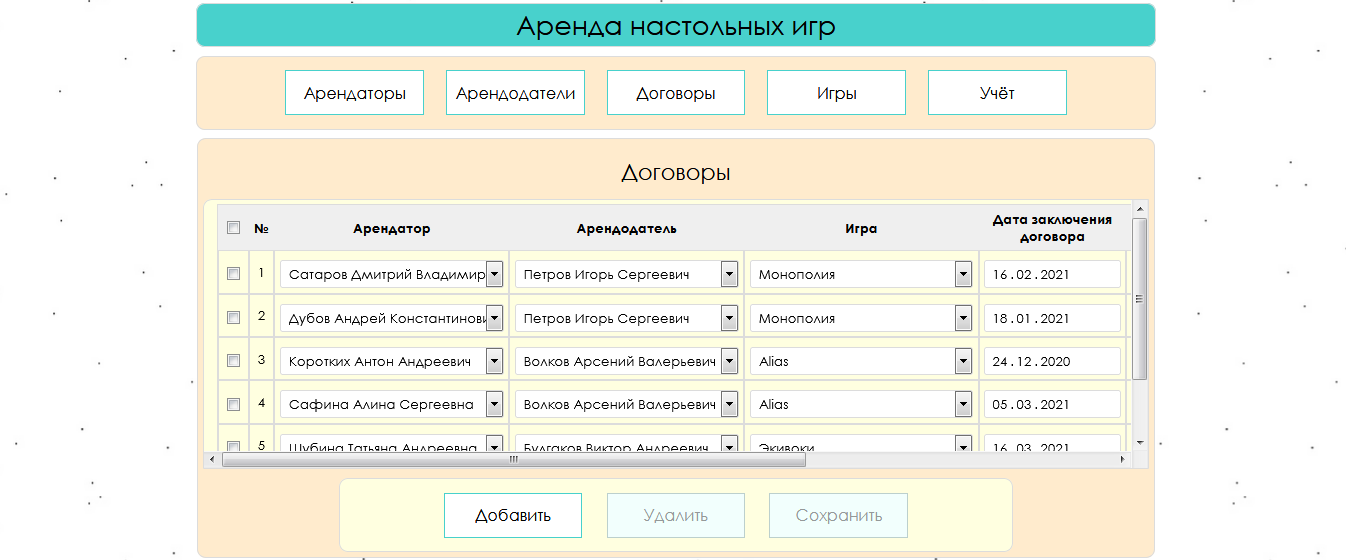 Аренда настольных игр
Арендаторы Арендодатели Договоры Игры Учёт
Договоры
№ Арендатор Арендодатель Игра Дата заключения договора
1 Сатаров Дмитрий Владимир Петров Игорь Сергеевич Монополия 16.02.2021
2 Дубов Андрей Константинови Петров Игорь Сергеевич Монополия 18.01.2021
3 Коротких Антон Андреевич Волков Арсений Валерьевич Alias 24.12.2020
4 Сафина Алина Сергеевна Волков Арсений Валерьевич Alias 05.03.2021
5 Шубина Татьяна Андреевна Булгаков Виктор Андреевич Экивоки 16.03.2021
Добавить Удалить Сохранить